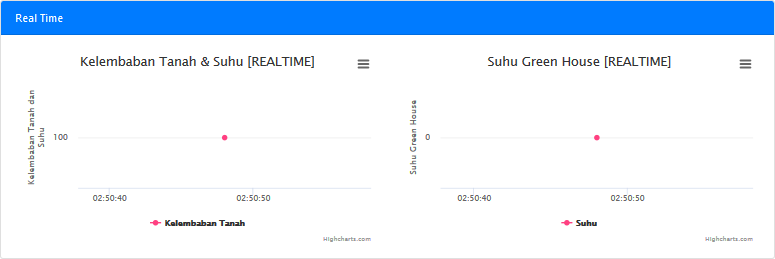 Real Time
Kelembaban Tanah & Suhu [REALTIME]
Kelembaban Tanah dan
Suhu
100
02:50:40
02:50:50
Kelembaban Tanah
Highcharts.com
Suhu Green House [REALTIME]
Suhu Green House
0
02:50:40
02:50:50
Suhu
Highcharts.com